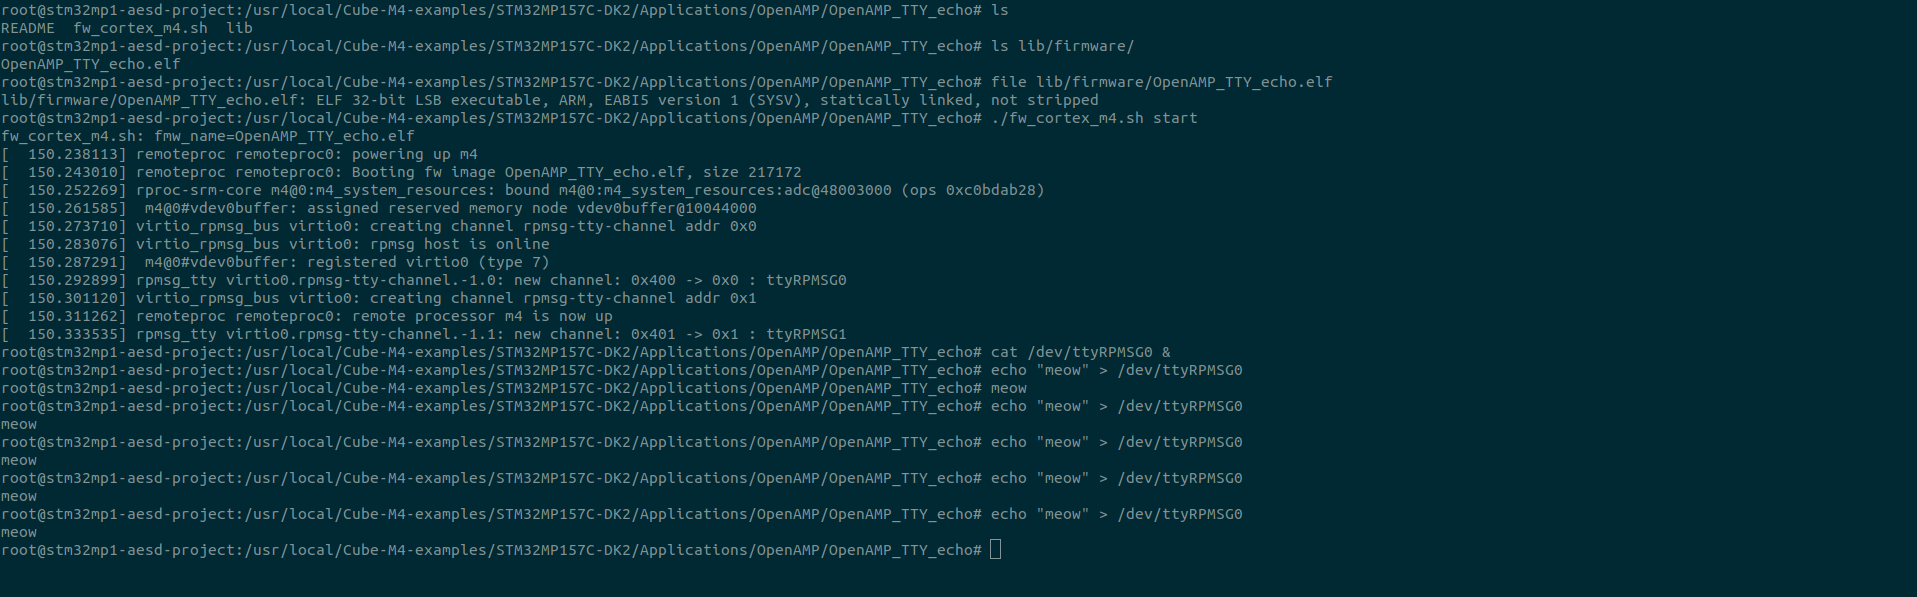 root@stm32mp1-aesd-project:/usr/local/Cube-M4-examples/STM32MP157C-DK2/Applications/OpenAMP/OpenAMP_TTY_echo# ls
README  fw_cortex_m4.sh  lib
root@stm32mp1-aesd-project:/usr/local/Cube-M4-examples/STM32MP157C-DK2/Applications/OpenAMP/OpenAMP_TTY_echo# ls lib/firmware/
OpenAMP_TTY_echo.elf
root@stm32mp1-aesd-project:/usr/local/Cube-M4-examples/STM32MP157C-DK2/Applications/OpenAMP/OpenAMP_TTY_echo# file lib/firmware/OpenAMP_TTY_echo.elf
lib/firmware/OpenAMP_TTY_echo.elf: ELF 32-bit LSB executable, ARM, EABI5 version 1 (SYSV), statically linked, not stripped
root@stm32mp1-aesd-project:/usr/local/Cube-M4-examples/STM32MP157C-DK2/Applications/OpenAMP/OpenAMP_TTY_echo# ./fw_cortex_m4.sh start
fw_cortex_m4.sh: fmw_name=OpenAMP_TTY_echo.elf
[  150.238113] remoteproc remoteproc0: powering up m4
[  150.243010] remoteproc remoteproc0: Booting fw image OpenAMP_TTY_echo.elf, size 217172
[  150.252269] rproc-srm-core m4@0:m4_system_resources: bound m4@0:m4_system_resources:adc@48003000 (ops 0xc0bdab28)
[  150.261585]  m4@0#vdev0buffer: assigned reserved memory node vdev0buffer@10044000
[  150.273710] virtio_rpmsg_bus virtio0: creating channel rpmsg-tty-channel addr 0x0
[  150.283076] virtio_rpmsg_bus virtio0: rpmsg host is online
[  150.287291]  m4@0#vdev0buffer: registered virtio0 (type 7)
[  150.292899] rpmsg_tty virtio0.rpmsg-tty-channel.-1.0: new channel: 0x400 -> 0x0 : ttyRPMSG0
[  150.301120] virtio_rpmsg_bus virtio0: creating channel rpmsg-tty-channel addr 0x1
[  150.311262] remoteproc remoteproc0: remote processor m4 is now up
[  150.333535] rpmsg_tty virtio0.rpmsg-tty-channel.-1.1: new channel: 0x401 -> 0x1 : ttyRPMSG1
root@stm32mp1-aesd-project:/usr/local/Cube-M4-examples/STM32MP157C-DK2/Applications/OpenAMP/OpenAMP_TTY_echo# cat /dev/ttyRPMSG0 &
root@stm32mp1-aesd-project:/usr/local/Cube-M4-examples/STM32MP157C-DK2/Applications/OpenAMP/OpenAMP_TTY_echo# echo "meow" > /dev/ttyRPMSG0
root@stm32mp1-aesd-project:/usr/local/Cube-M4-examples/STM32MP157C-DK2/Applications/OpenAMP/OpenAMP_TTY_echo# meow
root@stm32mp1-aesd-project:/usr/local/Cube-M4-examples/STM32MP157C-DK2/Applications/OpenAMP/OpenAMP_TTY_echo# echo "meow" > /dev/ttyRPMSG0
meow
root@stm32mp1-aesd-project:/usr/local/Cube-M4-examples/STM32MP157C-DK2/Applications/OpenAMP/OpenAMP_TTY_echo# echo "meow" > /dev/ttyRPMSG0
meow
root@stm32mp1-aesd-project:/usr/local/Cube-M4-examples/STM32MP157C-DK2/Applications/OpenAMP/OpenAMP_TTY_echo# echo "meow" > /dev/ttyRPMSG0
meow
root@stm32mp1-aesd-project:/usr/local/Cube-M4-examples/STM32MP157C-DK2/Applications/OpenAMP/OpenAMP_TTY_echo# echo "meow" > /dev/ttyRPMSG0
meow
root@stm32mp1-aesd-project:/usr/local/Cube-M4-examples/STM32MP157C-DK2/Applications/OpenAMP/OpenAMP_TTY_echo#